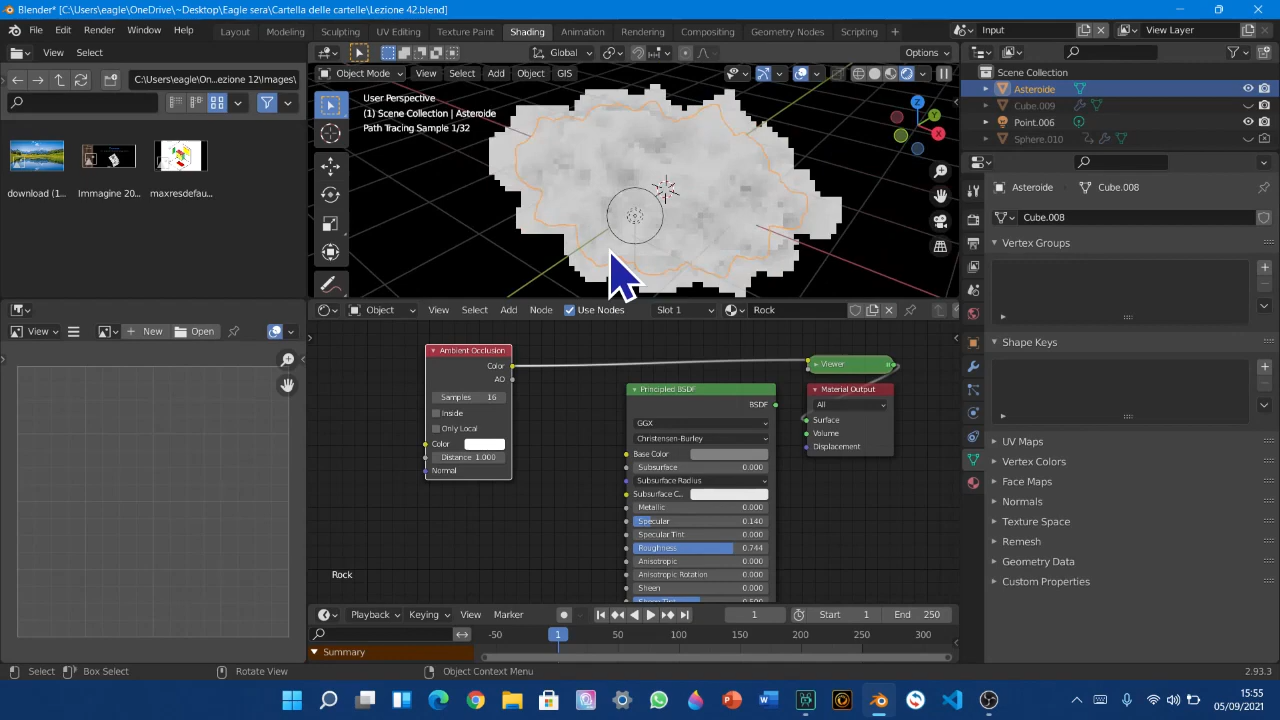 Blender* [C:\Users\eagle\OneDrive\~Desktop\Eagle sera\Cartella delle cartelle\Lezione 42.blend]
File Edit Render Window Help Layout Modeling Sculpting UV Editing Texture Paint Shading Animation Rendering Compositing Geometry Nodes Scripting Input View Layer
View Select Global Options
C:\Users\eagle\On...ezione 12\Images\ Object Mode View Select Add Object GIS Scene Collection
Asteroide
Cube.009
Point.006
Sphere.010
User Perspective
(1) Scene Collection | Asteroide
Path Tracing Sample 1/32
Z
Y
X
download (1...
Immagine 20...
maxresdefau...
Asteroide Cube.008
Cube.008
Vertex Groups
Shape Keys
UV Maps
Vertex Colors
Face Maps
Normals
Texture Space
Remesh
Geometry Data
Custom Properties
View New Open
Object View Select Add Node Use Nodes Slot 1 Rock
Ambient Occlusion
Color
AO
Samples 16
Inside
Only Local
Color
Distance 1.000
Normal
Principled BSDF
BSDF
GGX
Christensen-Burley
Base Color
Subsurface 0.000
Subsurface Radius
Subsurface C...
Metallic 0.000
Specular 0.140
Specular Tint 0.000
Roughness 0.744
Anisotropic 0.000
Anisotropic Rotation 0.000
Sheen 0.000
Viewer
Material Output
All
Surface
Volume
Displacement
Rock
Playback Keying View Marker 1 Start 1 End 250
-50 1 50 100 150 200 250 300
Summary
Select Box Select Rotate View Object Context Menu 2.93.3
15:55
05/09/2021